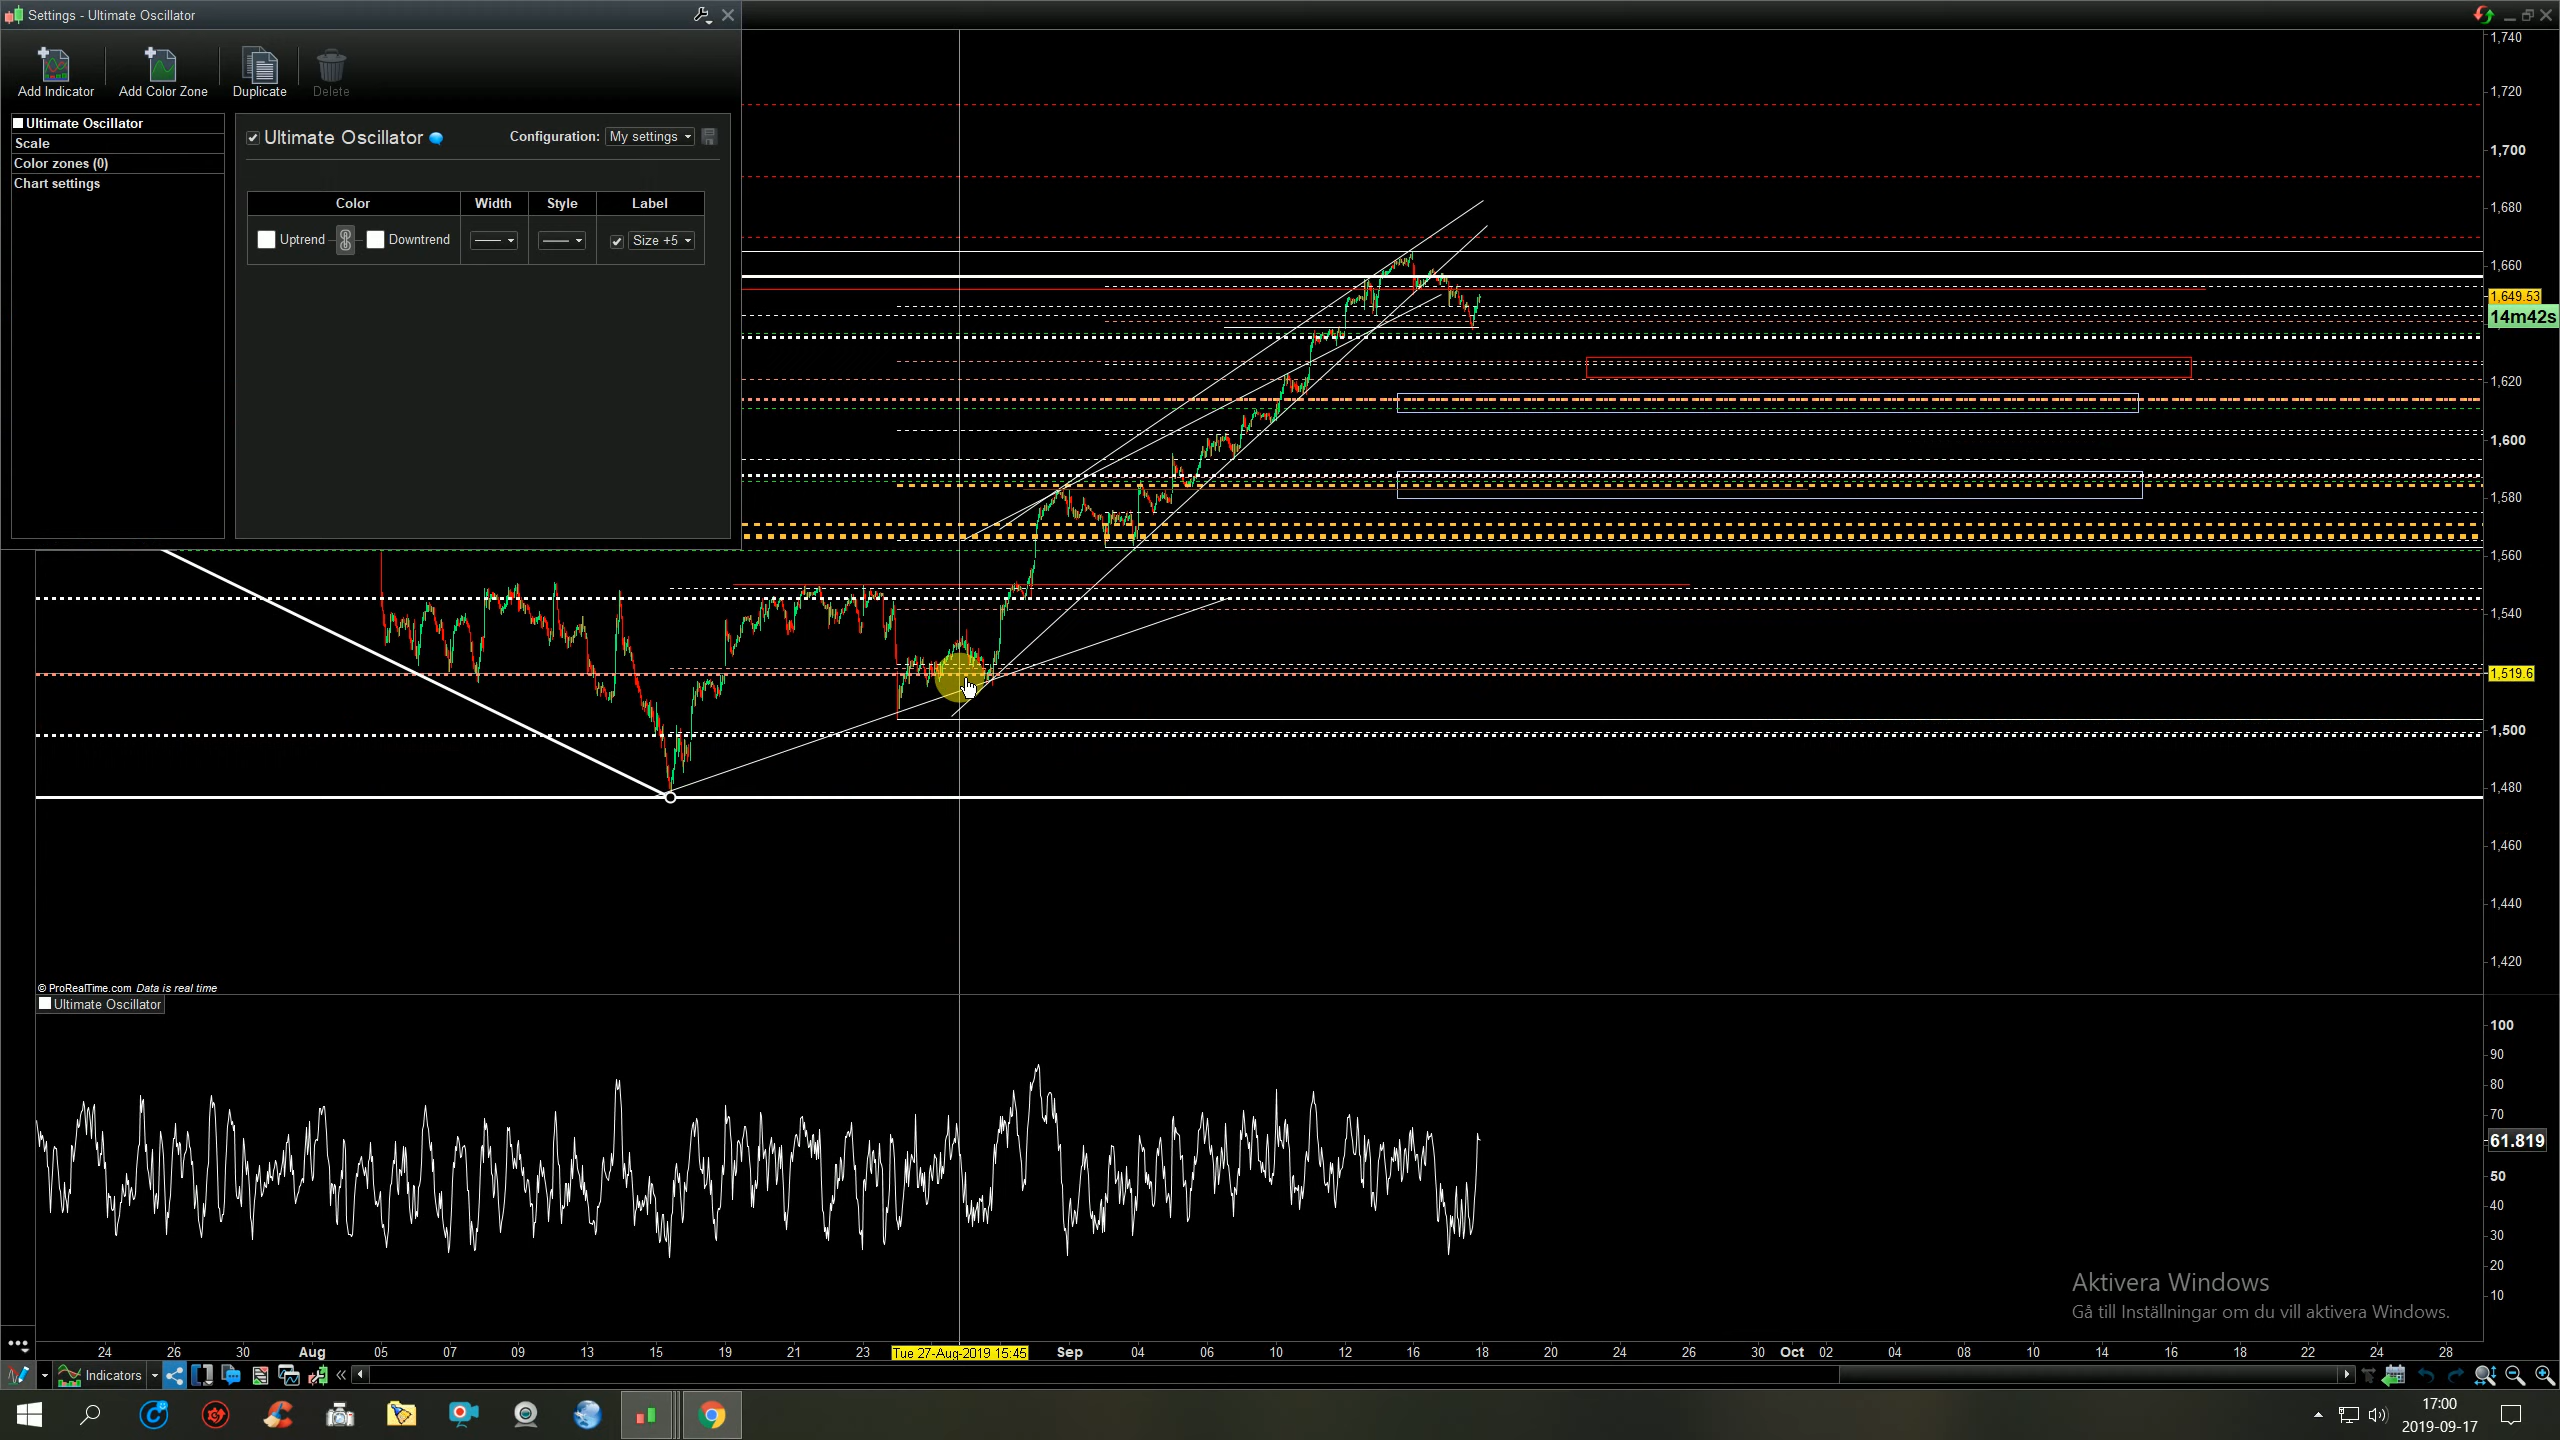 Settings - Ultimate Oscillator
Add Indicator
Add Color Zone
Duplicate
Delete
Ultimate Oscillator
Scale
Color zones (0)
Chart settings
Ultimate Oscillator
Configuration: My settings
Color Width Style Label
Uptrend Downtrend Size +5
1,740
1,720
1,700
1,680
1,660
1,649.53
14m42s
1,620
1,600
1,580
1,560
1,540
1,519.6
1,500
1,480
1,460
1,440
1,420
© ProRealTime.com Data is real time
Ultimate Oscillator
100
90
80
70
61.819
50
40
30
20
10
Aktivera Windows
Gå till Inställningar om du vill aktivera Windows.
24 26 30 Aug 05 07 09 13 15 19 21 23 Tue 27-Aug-2019 15:45 Sep 04 06 10 12 16 18 20 24 26 30 Oct 02 04 08 10 14 16 18 22 24 28
Indicators
17:00
2019-09-17